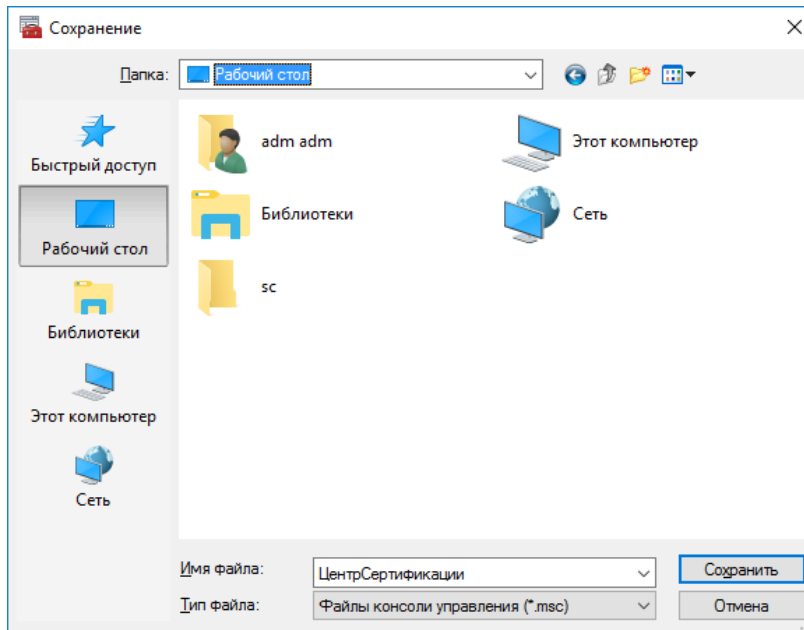 Сохранение
Папка:
Рабочий стол
Быстрый доступ
Рабочий стол
Библиотеки
Этот компьютер
Сеть
adm adm
Этот компьютер
Библиотеки
Сеть
sc
Имя файла:
ЦентрСертификации
Сохранить
Тип файла:
Файлы консоли управления (*.msc)
Отмена